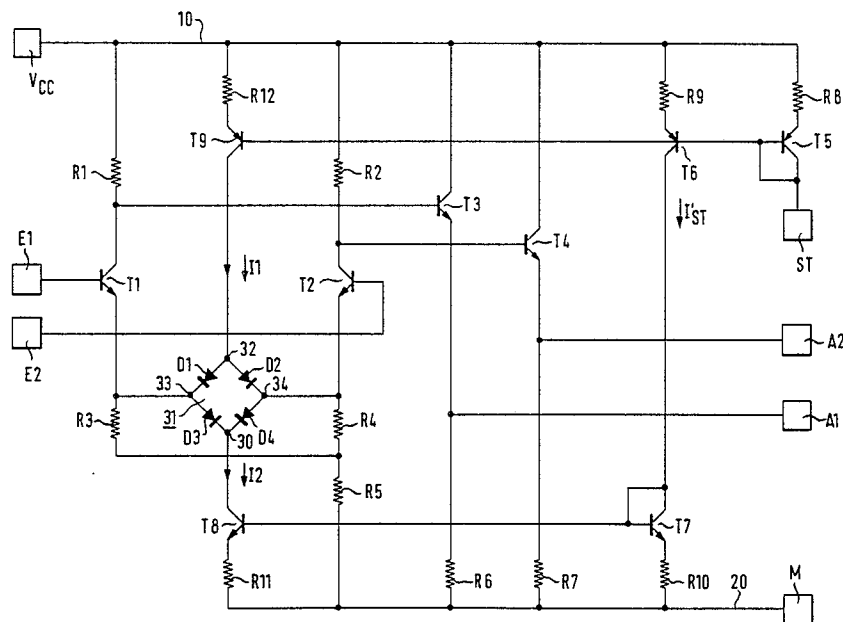 10
VCC
R12
R9
R8
T9
T6
T5
R1
R2
T3
I'ST
ST
E1
T1
I1
T2
T4
E2
32
D1
D2
33
34
A2
R3
31
R4
A1
D3
30
D4
I2
R5
T8
T7
R11
R6
R7
R10
20
M